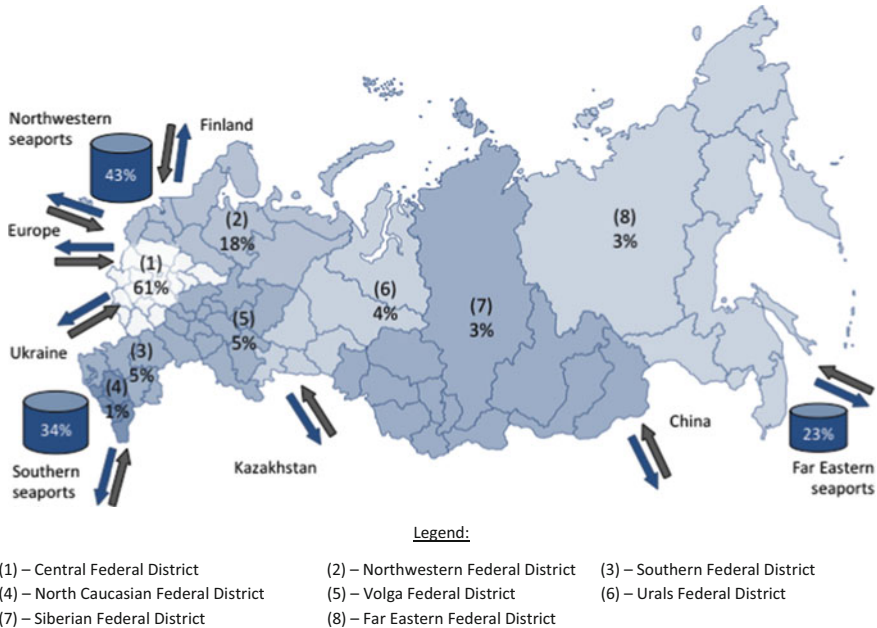 Northwestern
seaports
Finland
43%
Europe
(2)
18%
(8)
3%
(1)
61%
(6)
4%
(7)
3%
(5)
5%
Ukraine
(3)
5%
(4)
1%
34%
Southern
seaports
Kazakhstan
China
23%
Far Eastern
seaports
Legend:
(1) – Central Federal District
(2) – Northwestern Federal District
(3) – Southern Federal District
(4) – North Caucasian Federal District
(5) – Volga Federal District
(6) – Urals Federal District
(7) – Siberian Federal District
(8) – Far Eastern Federal District